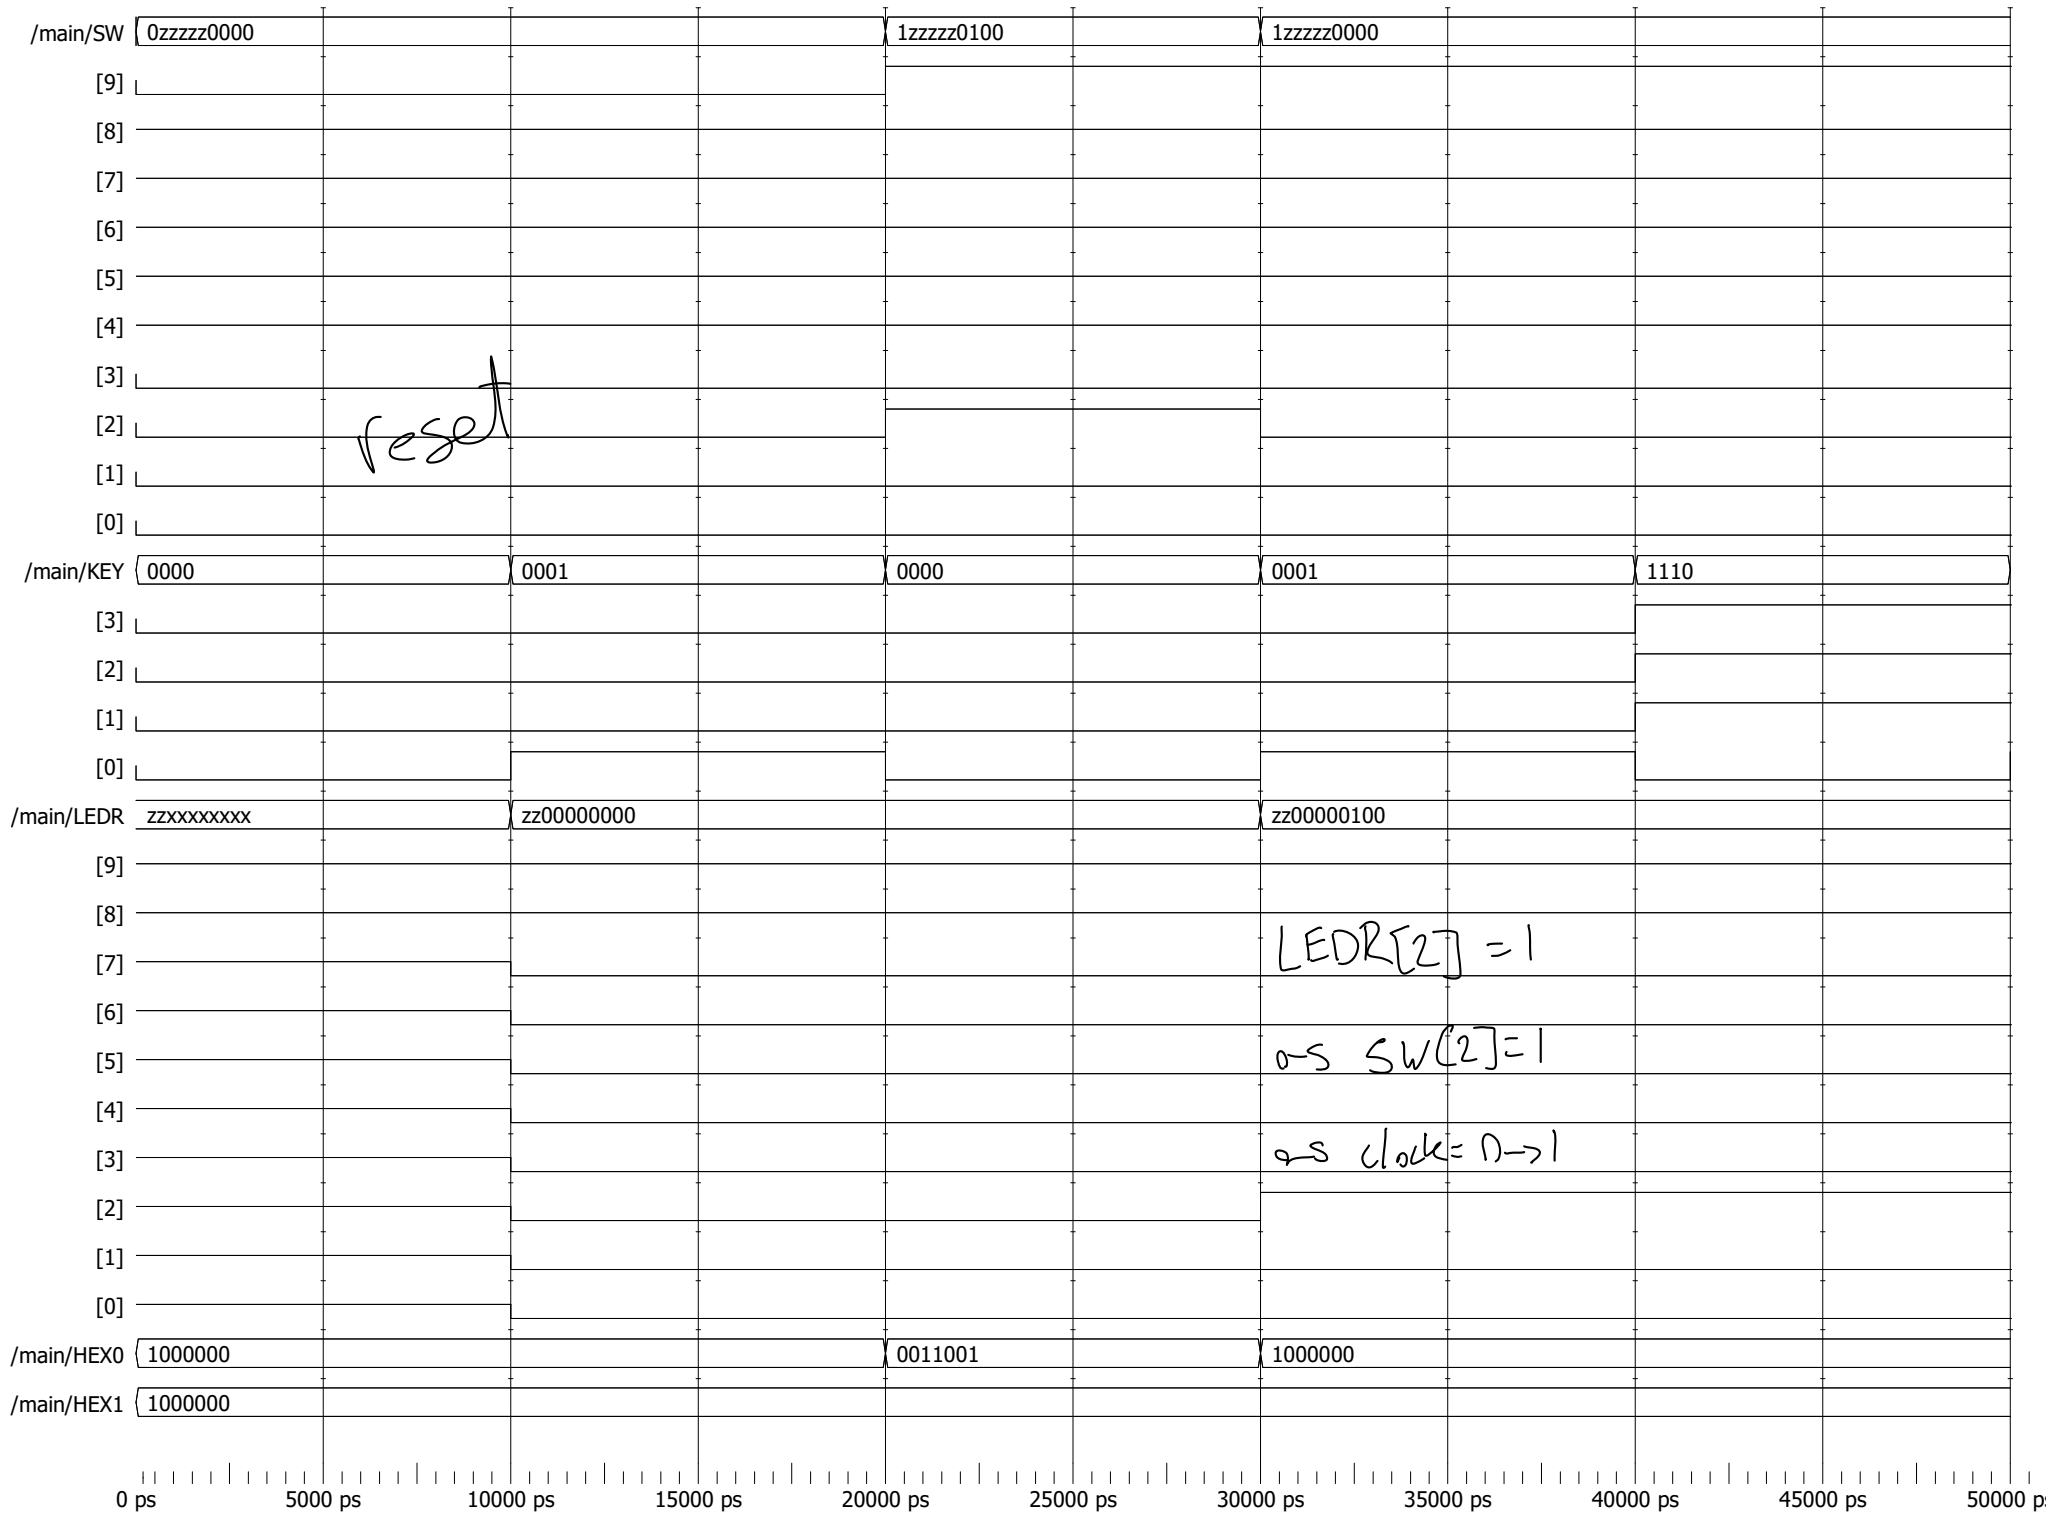 /main/SW 0zzzzz0000 1zzzzz0100 1zzzzz0000
[9]
[8]
[7]
[6]
[5]
[4]
[3]
[2]
reset
[1]
[0]
/main/KEY 0000 0001 0000 0001 1110
[3]
[2]
[1]
[0]
/main/LEDR zzxxxxxxxx zz00000000 zz00000100
[9]
[8]
LEDR[2] = 1
[7]
[6]
as SW[2]=1
[5]
[4]
[3] as clock= 0->1
[2]
[1]
[0]
/main/HEX0 1000000 0011001 1000000
/main/HEX1 1000000
0 ps 5000 ps 10000 ps 15000 ps 20000 ps 25000 ps 30000 ps 35000 ps 40000 ps 45000 ps 50000 ps